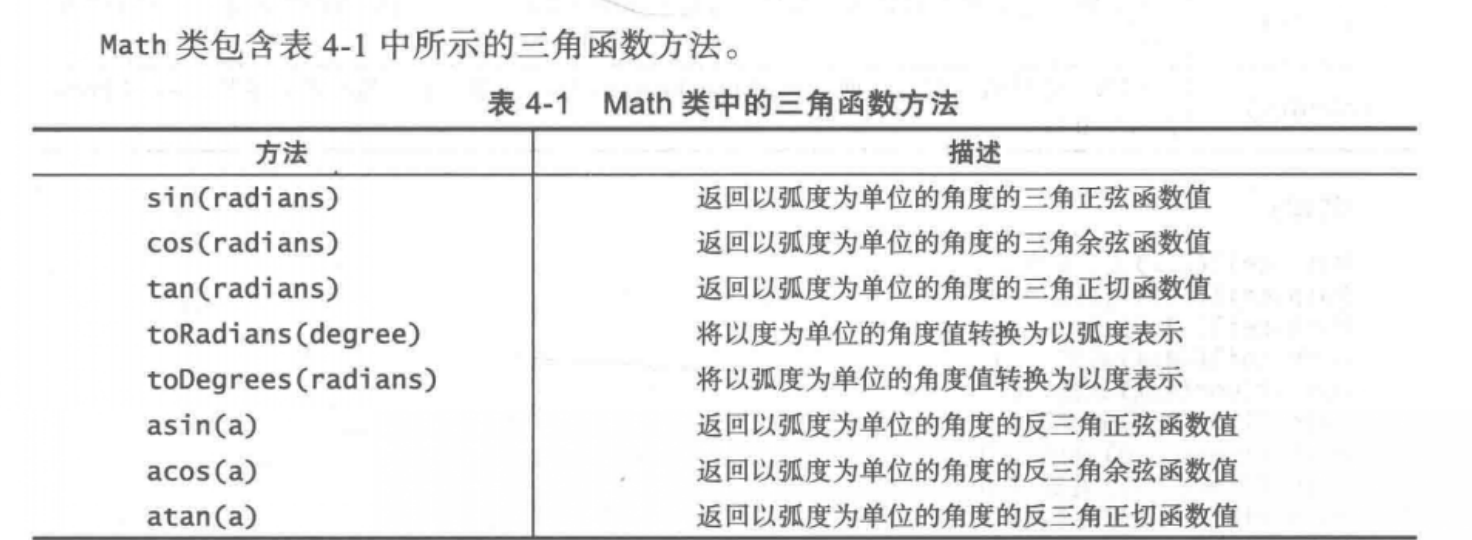 Math 类包含表 4-1 中所示的三角函数方法。
表 4-1 Math 类中的三角函数方法
方法 描述
sin(radians) 返回以弧度为单位的角度的三角正弦函数值
cos(radians) 返回以弧度为单位的角度的三角余弦函数值
tan(radians) 返回以弧度为单位的角度的三角正切函数值
toRadians(degree) 将以度为单位的角度值转换为以弧度表示
toDegrees(radians) 将以弧度为单位的角度值转换为以度表示
asin(a) 返回以弧度为单位的角度的反三角正弦函数值
acos(a) 返回以弧度为单位的角度的反三角余弦函数值
atan(a) 返回以弧度为单位的角度的反三角正切函数值